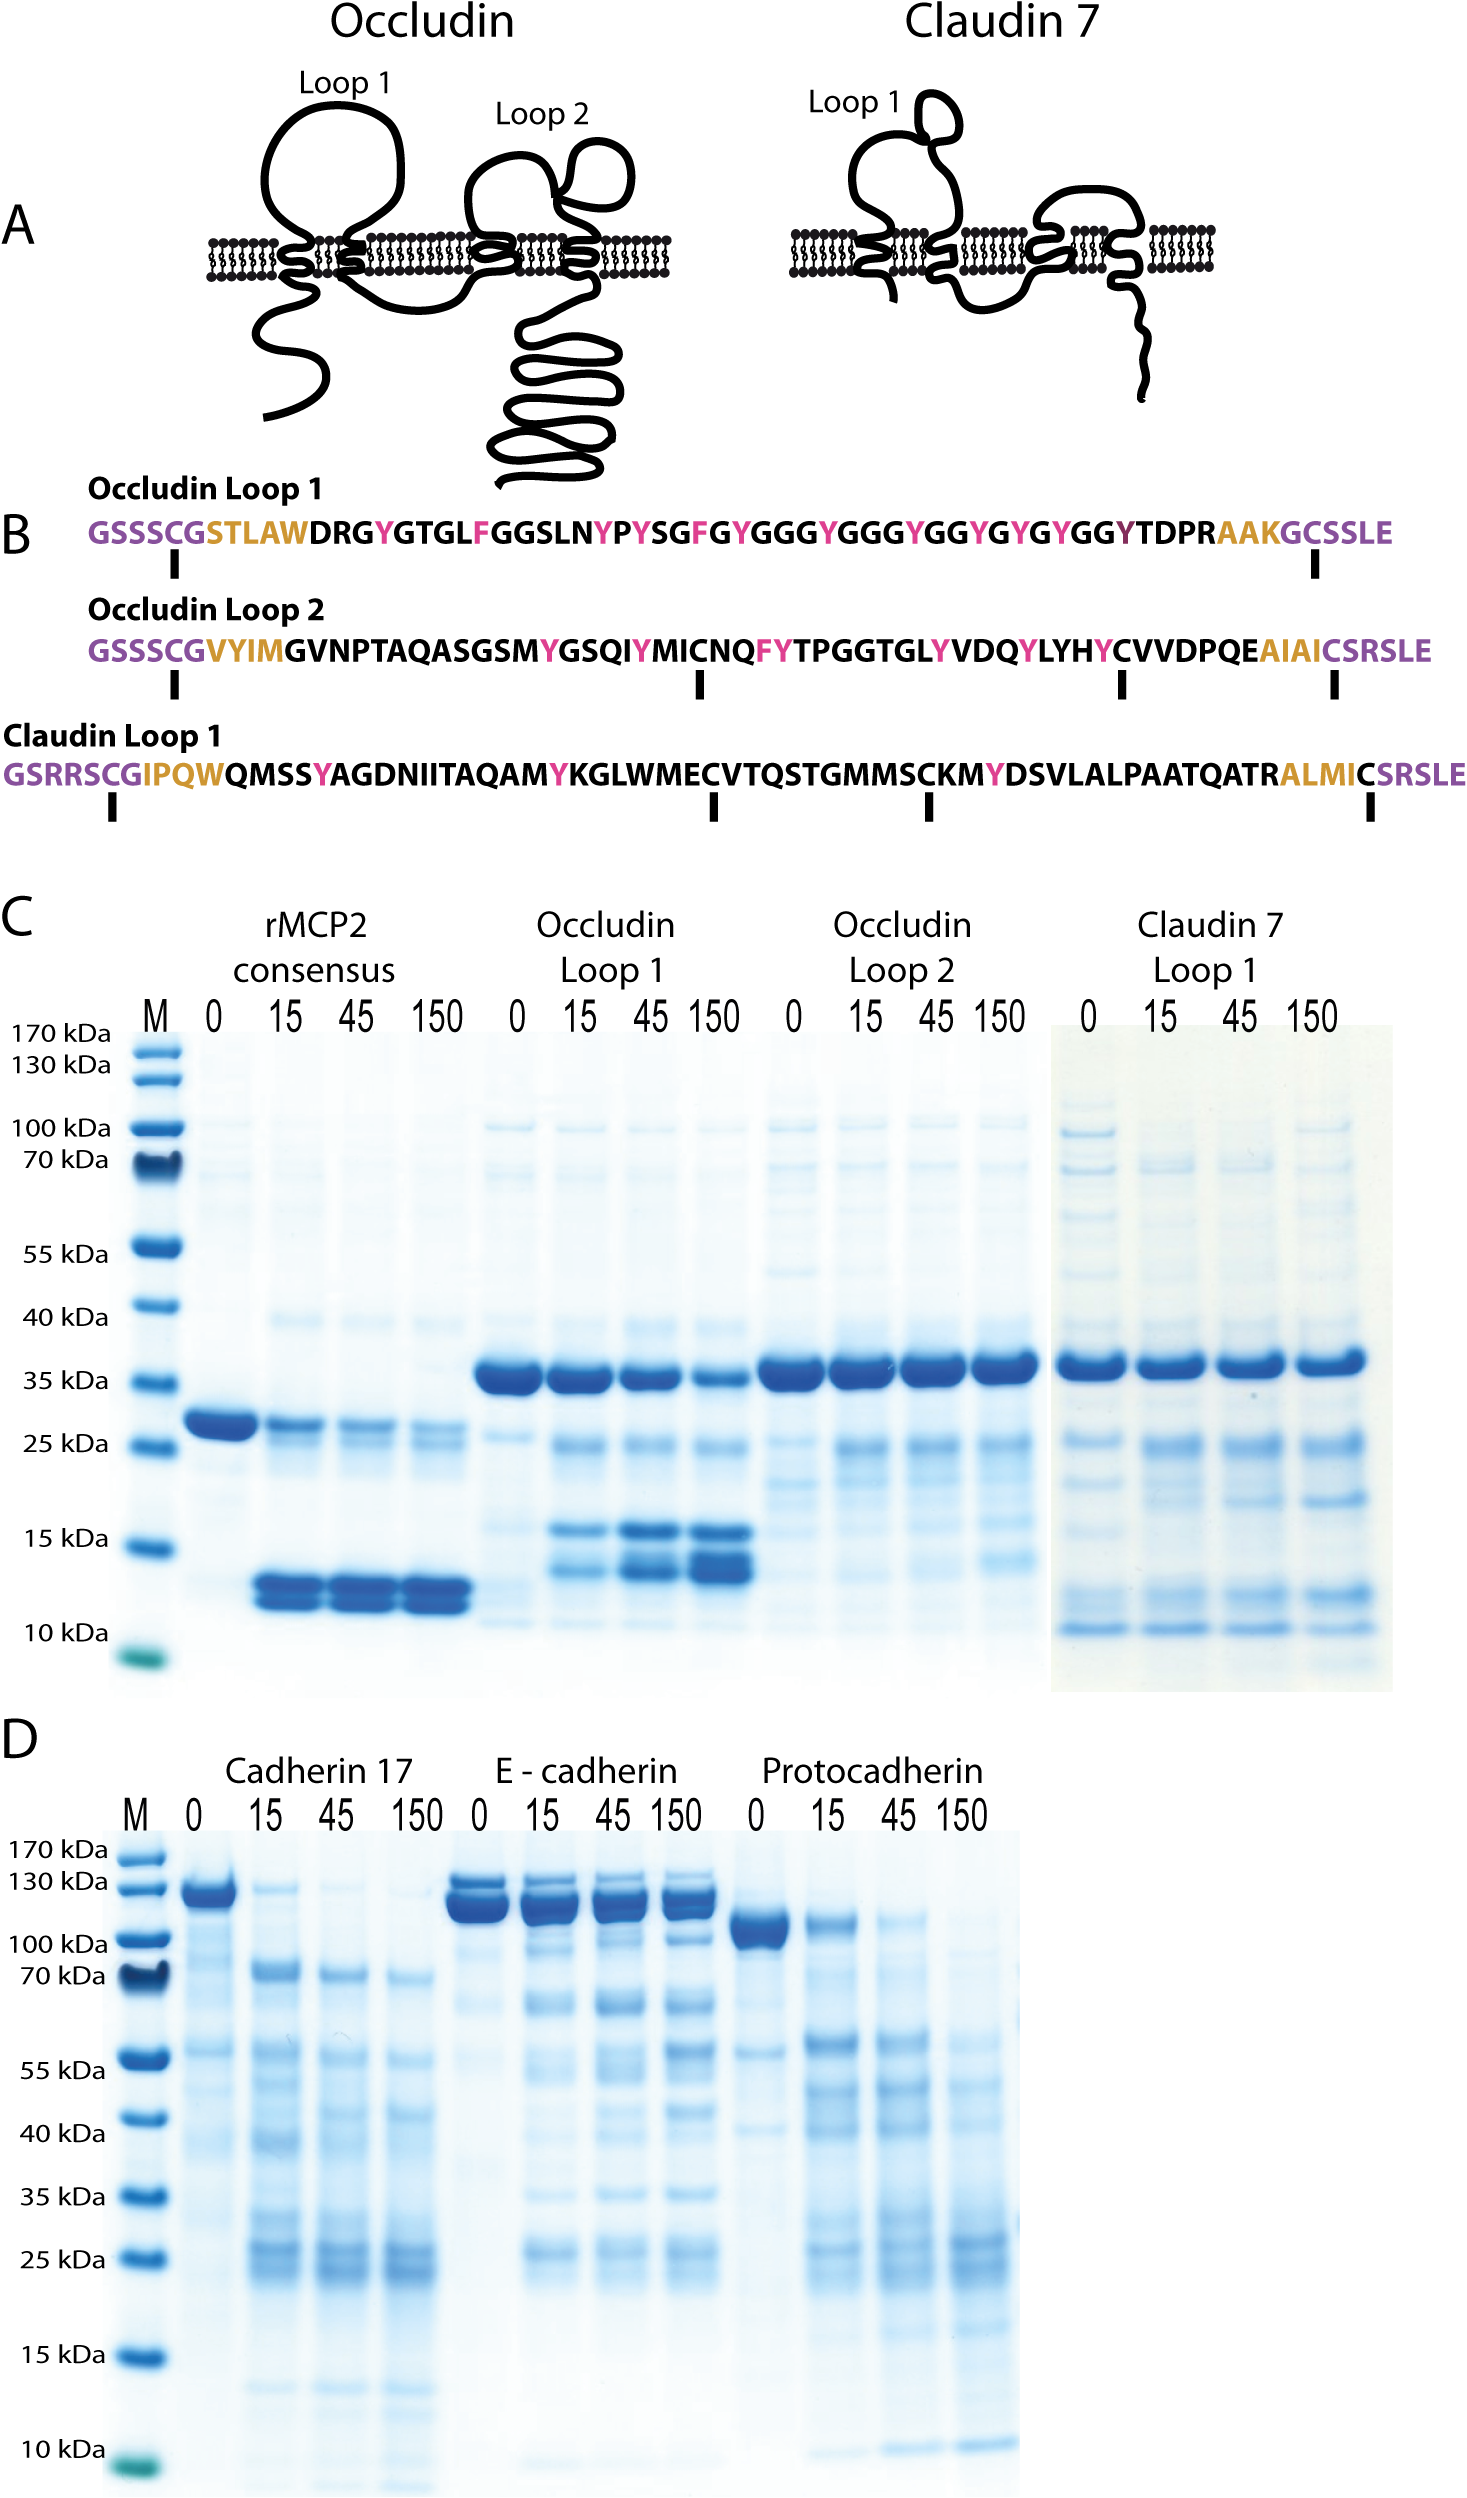 Occludin Claudin 7
Loop 1
Loop 2
Loop 1
A
Occludin Loop 1
B
GSSSCGSTLAWDRGYGTGLFGGSLNYPYSGFGYGGGYGGGYGGYGYGYGGYTDPRAAKGCSSLE
Occludin Loop 2
GSSSCGVYIMGVNPTAQASGSMYGSQIYMICNQFYTPGGTGLYVDQYLYHYCVVDPQEAIAICSRSLE
Claudin Loop 1
GSRRSCGIPQWQMSSYAGDNIITAQAMYKGLWMECVTQSTGMMSCKMYDSVLALPAATQATRALMICSRSLE
C
rMCP2 Occludin Occludin Claudin 7
consensus Loop 1 Loop 2 Loop 1
M 0 15 45 150 0 15 45 150 0 15 45 150 0 15 45 150
170 kDa
130 kDa
100 kDa
70 kDa
55 kDa
40 kDa
35 kDa
25 kDa
15 kDa
10 kDa
D
Cadherin 17 E - cadherin Protocadherin
M 0 15 45 150 0 15 45 150 0 15 45 150
170 kDa
130 kDa
100 kDa
70 kDa
55 kDa
40 kDa
35 kDa
25 kDa
15 kDa
10 kDa